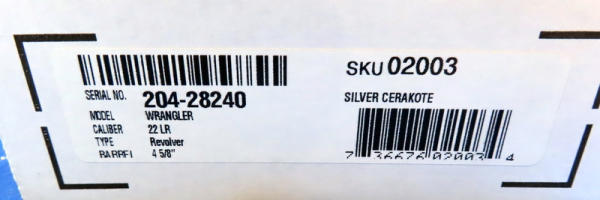 SKU 02003
SERIAL NO. 204-28240
SILVER CERAKOTE
MODEL WRANGLER
CALIBER 22 LR
TYPE Revolver
BARREL 4 5/8"
7 36676 02003 4